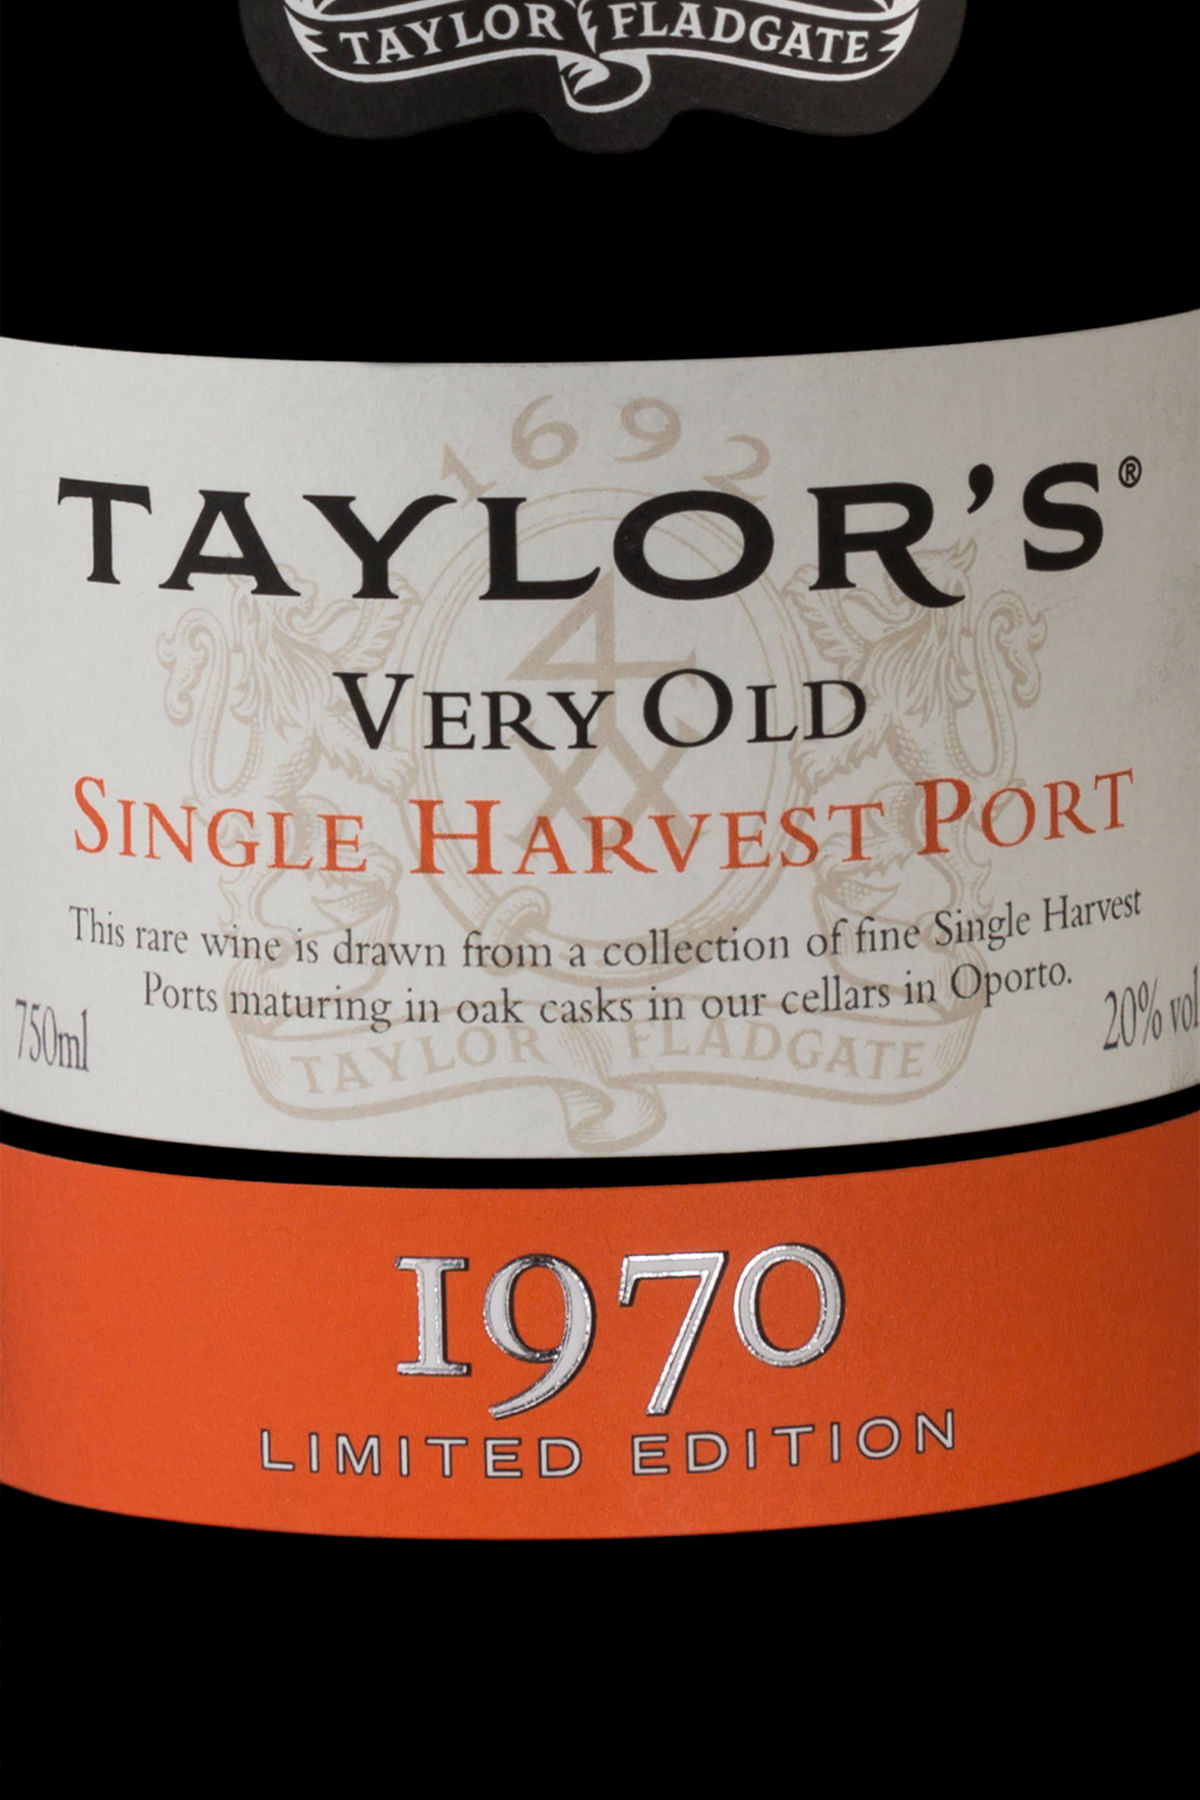 TAYLOR FLADGATE
1692
TAYLOR'S®
VERY OLD
SINGLE HARVEST PORT
This rare wine is drawn from a collection of fine Single Harvest
Ports maturing in oak casks in our cellars in Oporto.
750ml
20% vol
TAYLOR FLADGATE
1970
LIMITED EDITION